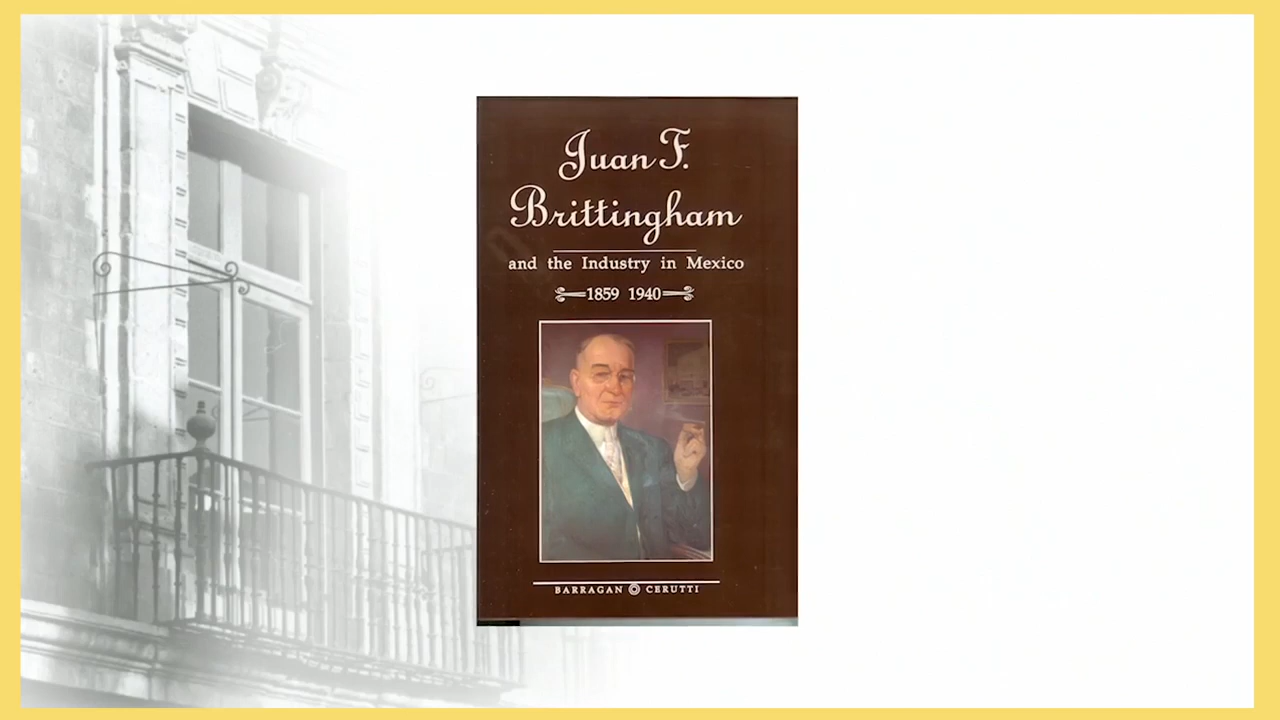 Juan F.
Brittingham
and the Industry in Mexico
1859 1940
BARRAGAN CERUTTI